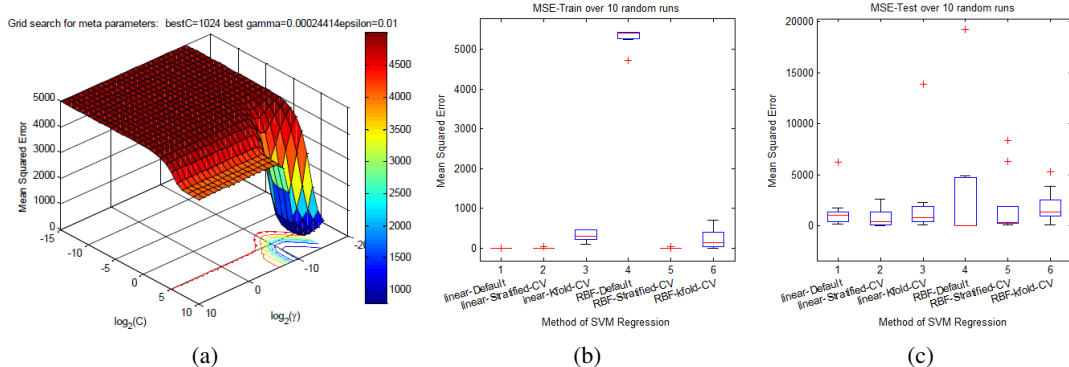 Grid search for meta parameters: bestC=1024 best gamma=0.00024414epsilon=0.01
Mean Squared Error
5000
4000
3000
2000
1000
0
-15
-10
-5
0
5
10
log2(C)
10
0
-10
-20
log2(γ)
4500
4000
3500
3000
2500
2000
1500
1000
(a)
MSE-Train over 10 random runs
Mean Squared Error
5000
4000
3000
2000
1000
0
1
2
3
4
5
6
linear-Default
linear-Stratified-CV
linear-Kfold-CV
RBF-Default
RBF-Stratified-CV
RBF-kfold-CV
Method of SVM Regression
(b)
MSE-Test over 10 random runs
Mean Squared Error
20000
15000
10000
5000
0
1
2
3
4
5
6
linear-Default
linear-Stratified-CV
linear-Kfold-CV
RBF-Default
RBF-Stratified-CV
RBF-kfold-CV
Method of SVM Regression
(c)